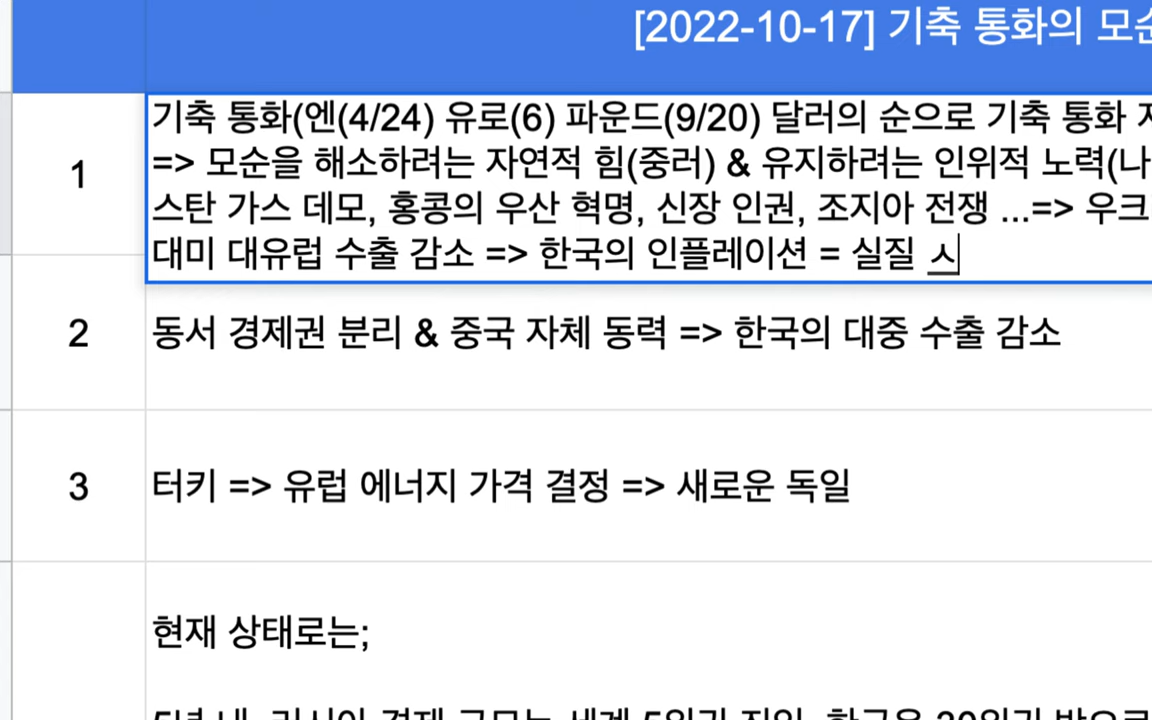 [2022-10-17] 기축 통화의
1
기축 통화(엔(4/24) 유로(6) 파운드(9/20) 달러의 순으로 기축 통화
=> 모순을 해소하려는 자연적 힘(중러) & 유지하려는 인위적 노력(나
스탄 가스 데모, 홍콩의 우산 혁명, 신장 인권, 조지아 전쟁 ...=> 우크
대미 대유럽 수출 감소 => 한국의 인플레이션 = 실질 ㅅ
2
동서 경제권 분리 & 중국 자체 동력 => 한국의 대중 수출 감소
3
터키 => 유럽 에너지 가격 결정 => 새로운 독일
현재 상태로는;